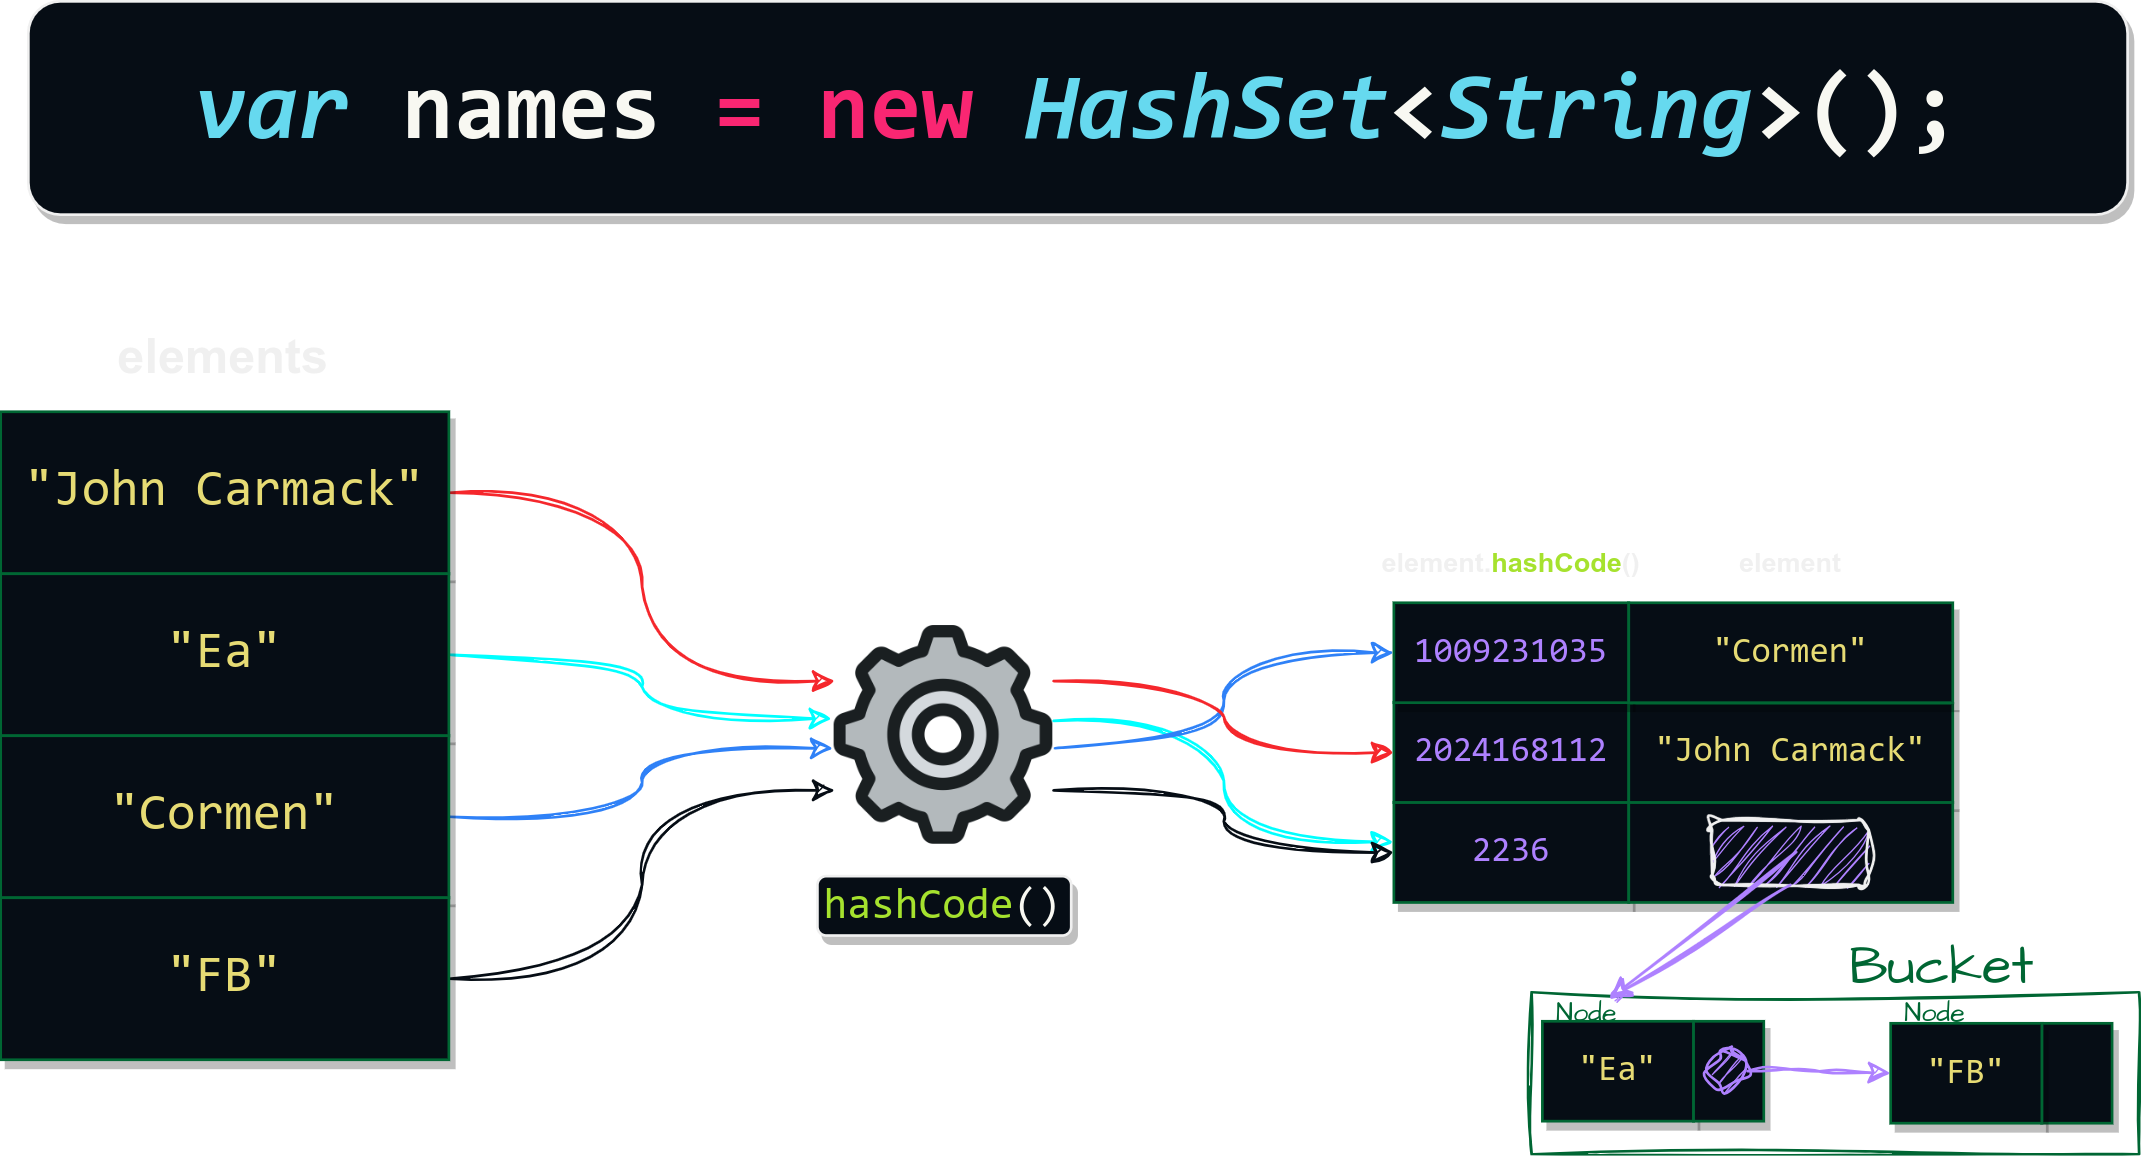 var names = new HashSet<String>();
elements
"John Carmack"
"Ea"
"Cormen"
"FB"
hashCode()
element.hashCode() element
1009231035 "Cormen"
2024168112 "John Carmack"
2236
Bucket
Node Node
"Ea" "FB"